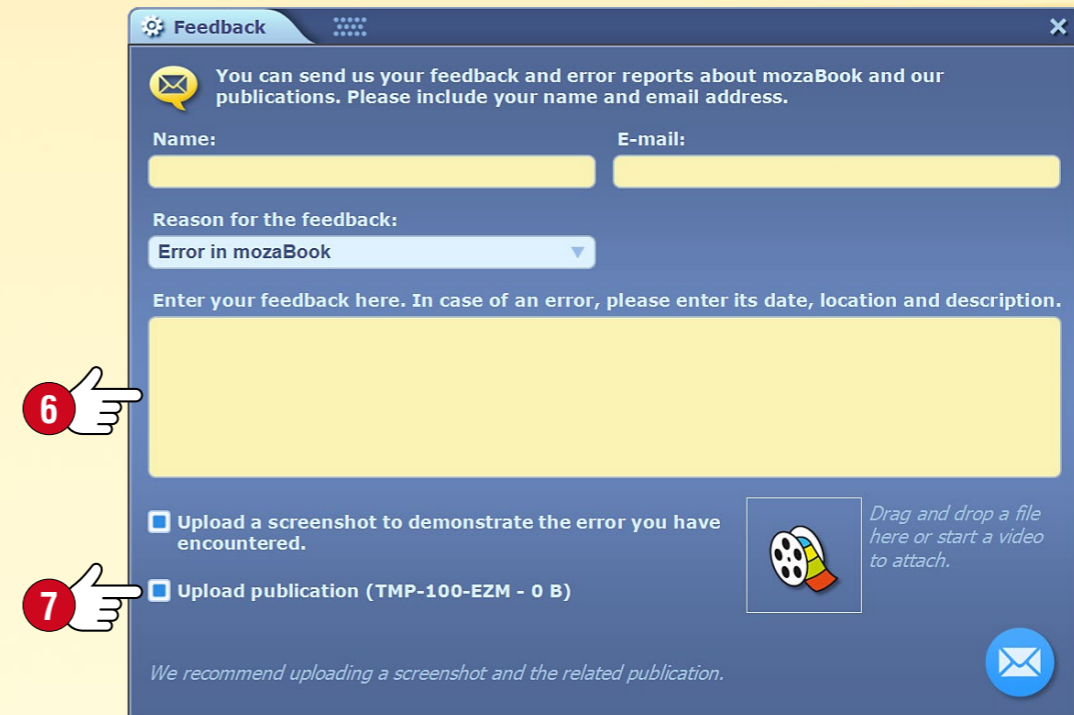 Feedback
You can send us your feedback and error reports about mozaBook and our
publications. Please include your name and email address.
Name:
E-mail:
Reason for the feedback:
Error in mozaBook
Enter your feedback here. In case of an error, please enter its date, location and description.
6
Upload a screenshot to demonstrate the error you have
encountered.
Drag and drop a file
here or start a video
to attach.
7
Upload publication (TMP-100-EZM - 0 B)
We recommend uploading a screenshot and the related publication.